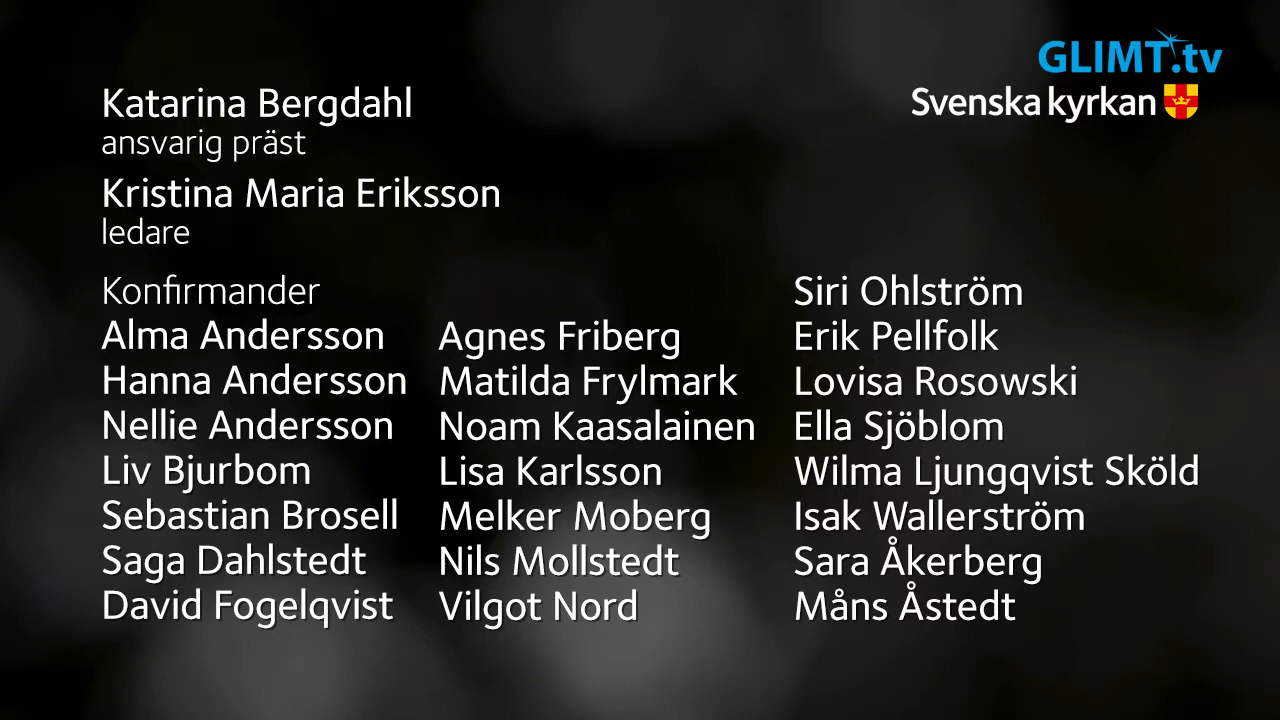 GLIMT.tv
Svenska kyrkan
Katarina Bergdahl
ansvarig präst
Kristina Maria Eriksson
ledare
Konfirmander
Alma Andersson
Hanna Andersson
Nellie Andersson
Liv Bjurbom
Sebastian Brosell
Saga Dahlstedt
David Fogelqvist
Agnes Friberg
Matilda Frylmark
Noam Kaasalainen
Lisa Karlsson
Melker Moberg
Nils Mollstedt
Vilgot Nord
Siri Ohlström
Erik Pellfolk
Lovisa Rosowski
Ella Sjöblom
Wilma Ljungqvist Sköld
Isak Wallerström
Sara Åkerberg
Måns Åstedt